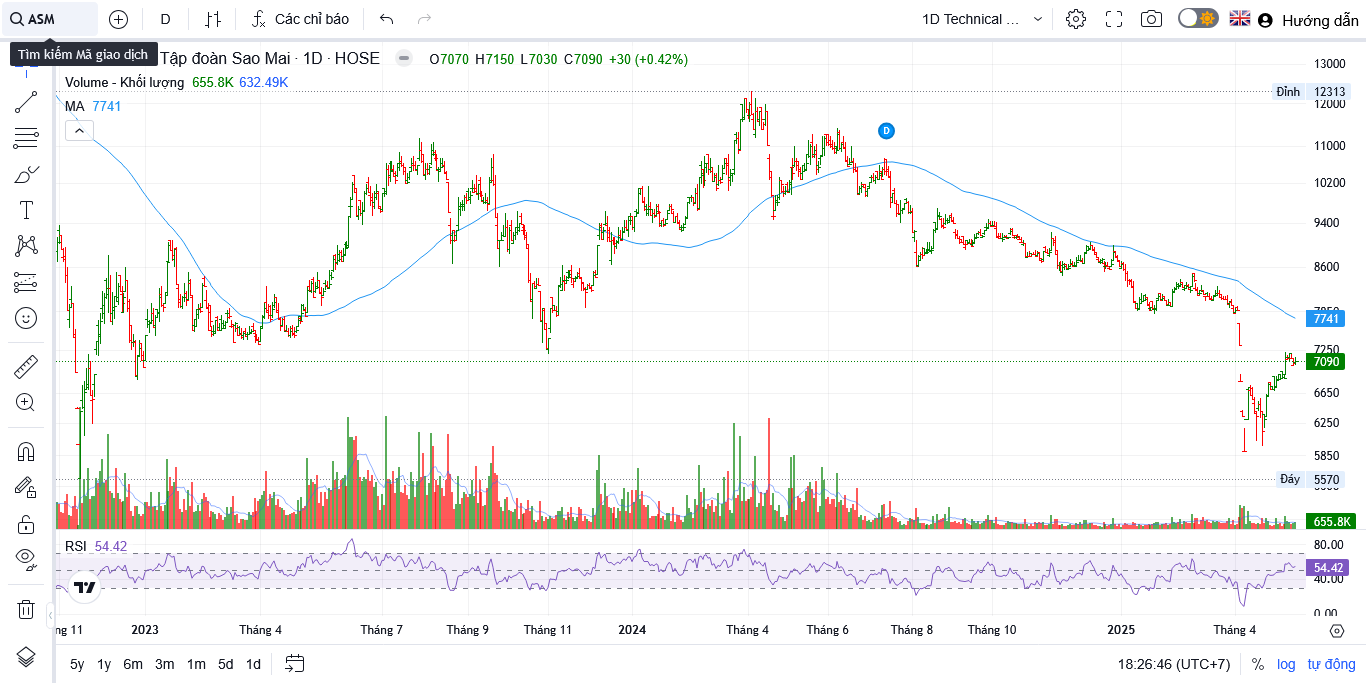 ASM
D
Các chỉ báo
1D Technical ...
Hướng dẫn
Tìm kiếm Mã giao dịch
Tập đoàn Sao Mai · 1D · HOSE
O7070 H7150 L7030 C7090 +30 (+0.42%)
Volume - Khối lượng 655.8K 632.49K
MA 7741
D
13000
Đỉnh 12313
12000
11000
10200
9400
8600
7741
7250
7090
6650
6250
5850
Đáy 5570
655.8K
RSI 54.42
80.00
54.42
40.00
0.00
ng 11 2023 Tháng 4 Tháng 7 Tháng 9 Tháng 11 2024 Tháng 4 Tháng 6 Tháng 8 Tháng 10 2025 Tháng 4
5y 1y 6m 3m 1m 5d 1d
18:26:46 (UTC+7) % log tự động